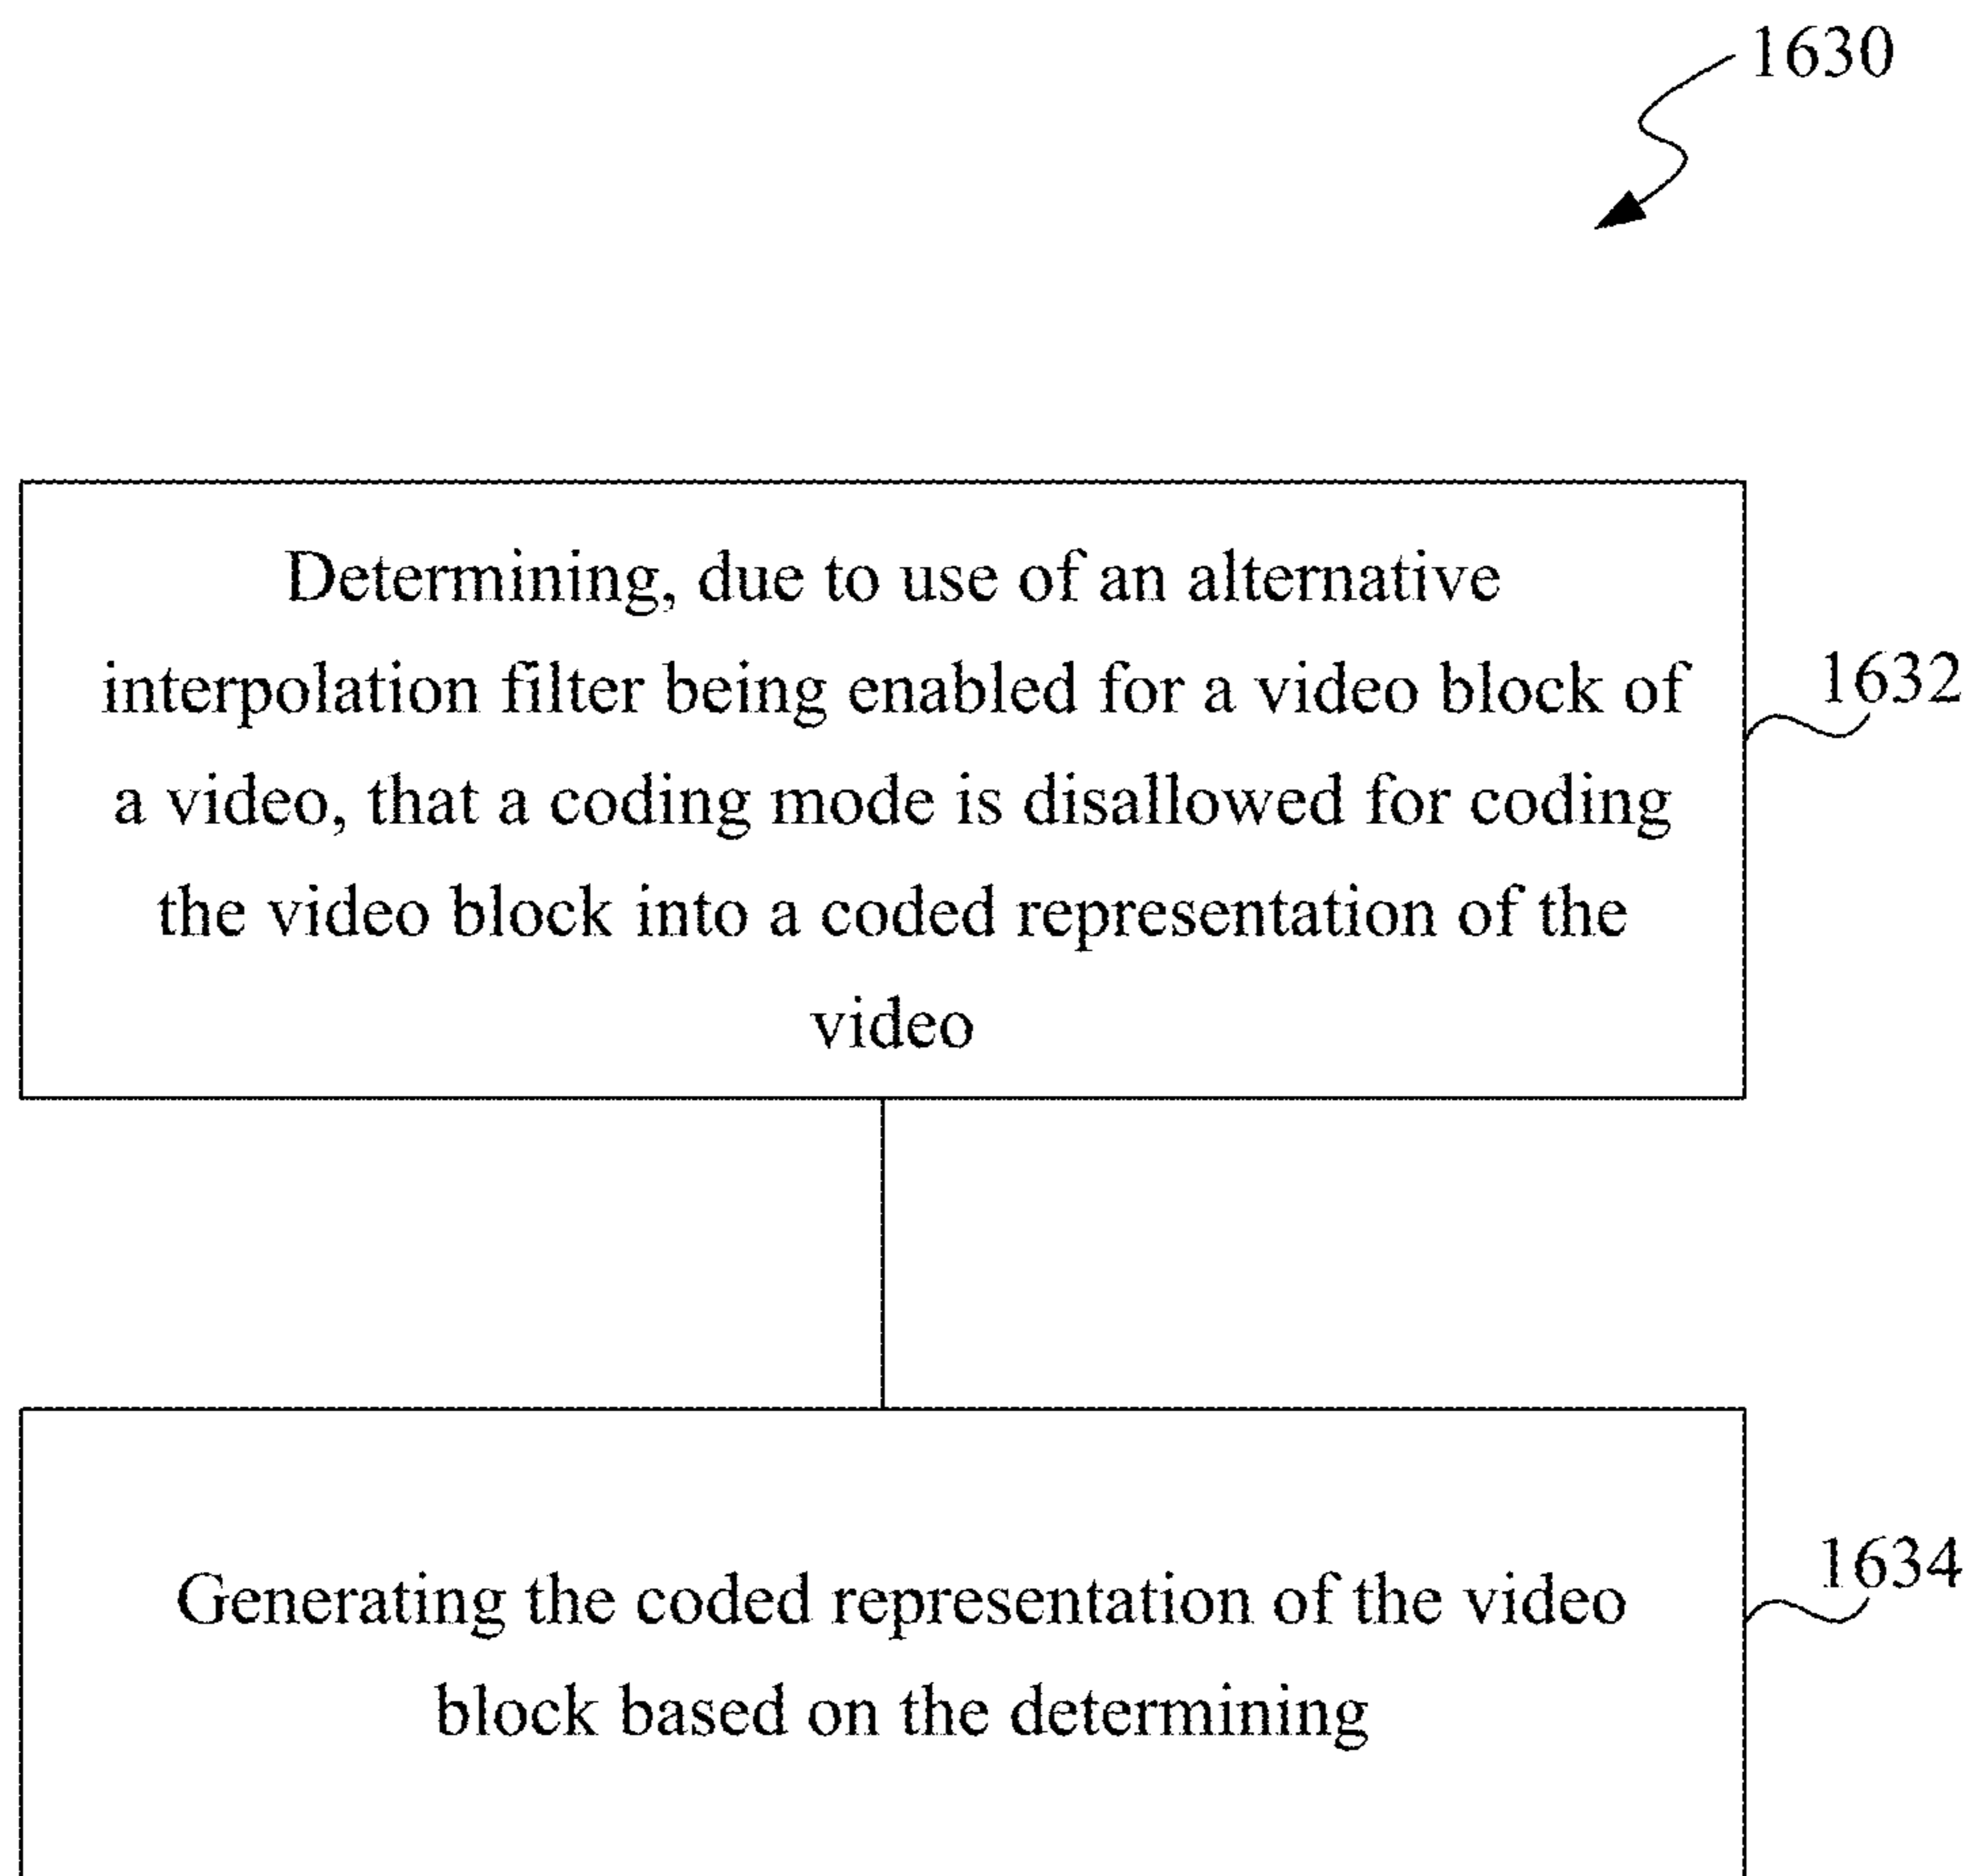 1630
Determining, due to use of an alternative
interpolation filter being enabled for a video block of
a video, that a coding mode is disallowed for coding
the video block into a coded representation of the
video
1632
Generating the coded representation of the video
block based on the determining
1634